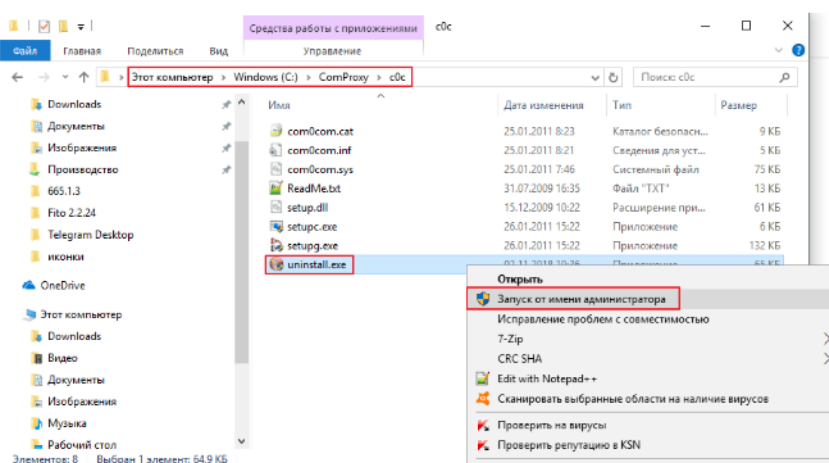 Средства работы с приложениями c0c
Файл Главная Поделиться Вид Управление
Этот компьютер › Windows (C:) › ComProxy › c0c Поиск: c0c
Имя Дата изменения Тип Размер
Downloads
Документы
Изображения
Производство
665.1.3
Fito 2.2.24
Telegram Desktop
иконки
OneDrive
Этот компьютер
Downloads
Видео
Документы
Изображения
Музыка
Рабочий стол
com0com.cat 25.01.2011 8:23 Каталог безопасн... 9 КБ
com0com.inf 25.01.2011 8:21 Сведения для уст... 5 КБ
com0com.sys 25.01.2011 7:46 Системный файл 75 КБ
ReadMe.txt 31.07.2009 16:35 Файл "TXT" 13 КБ
setup.dll 15.12.2009 10:22 Расширение при... 61 КБ
setupc.exe 26.01.2011 15:22 Приложение 6 КБ
setupg.exe 26.01.2011 15:22 Приложение 132 КБ
uninstall.exe
Открыть
Запуск от имени администратора
Исправление проблем с совместимостью
7-Zip
CRC SHA
Edit with Notepad++
Сканировать выбранные области на наличие вирусов
Проверить на вирусы
Проверить репутацию в KSN
Элементов: 8 Выбран 1 элемент: 64,9 КБ